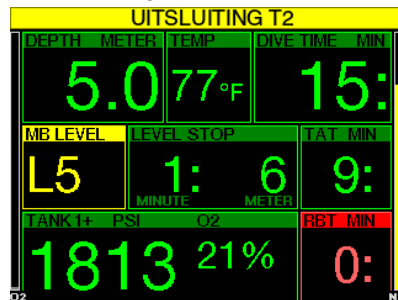 UITSLUITING T2
DEPTH METER TEMP DIVE TIME MIN
5.0 77°F 15:
MB LEVEL LEVEL STOP TAT MIN
L5 1: 6 9:
MINUTE METER
TANK1+ PSI O2 RBT MIN
1813 21% 0:
O2 N